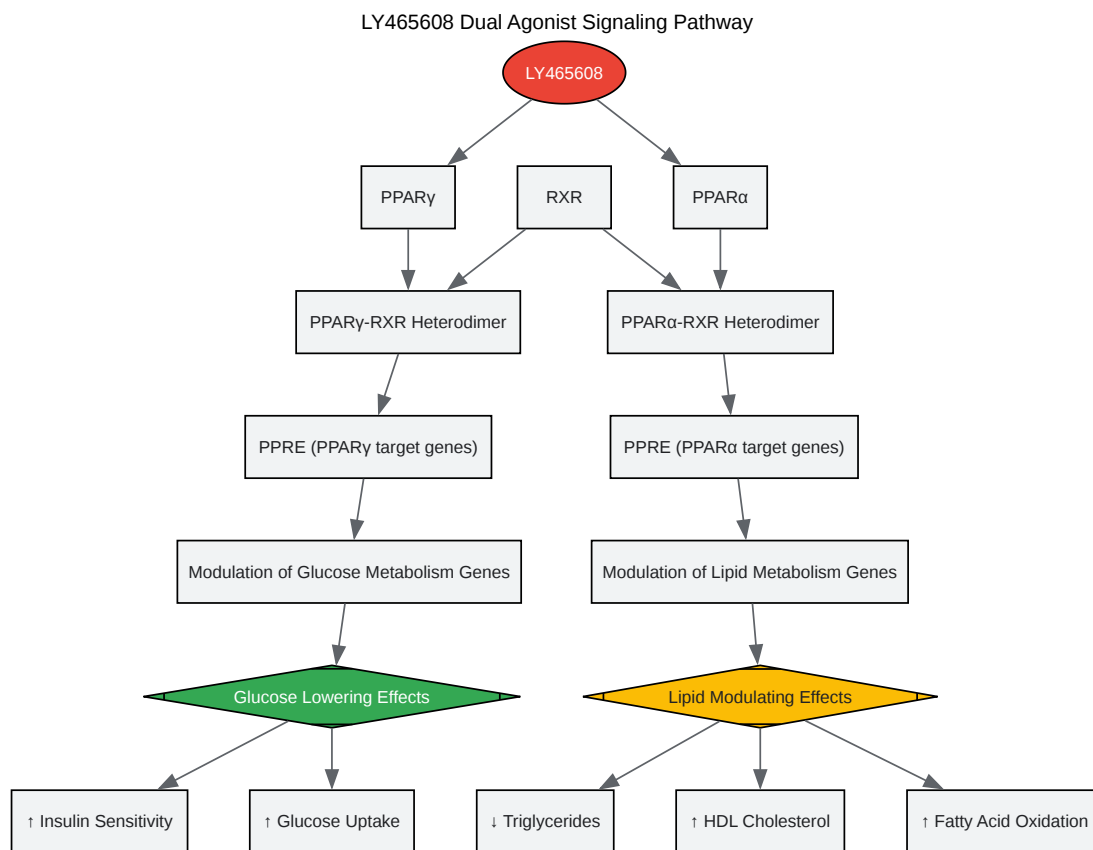 LY465608 Dual Agonist Signaling Pathway
LY465608
PPARγ
RXR
PPARα
PPARγ-RXR Heterodimer
PPARα-RXR Heterodimer
PPRE (PPARγ target genes)
PPRE (PPARα target genes)
Modulation of Glucose Metabolism Genes
Modulation of Lipid Metabolism Genes
Glucose Lowering Effects
Lipid Modulating Effects
↑ Insulin Sensitivity
↑ Glucose Uptake
↓ Triglycerides
↑ HDL Cholesterol
↑ Fatty Acid Oxidation